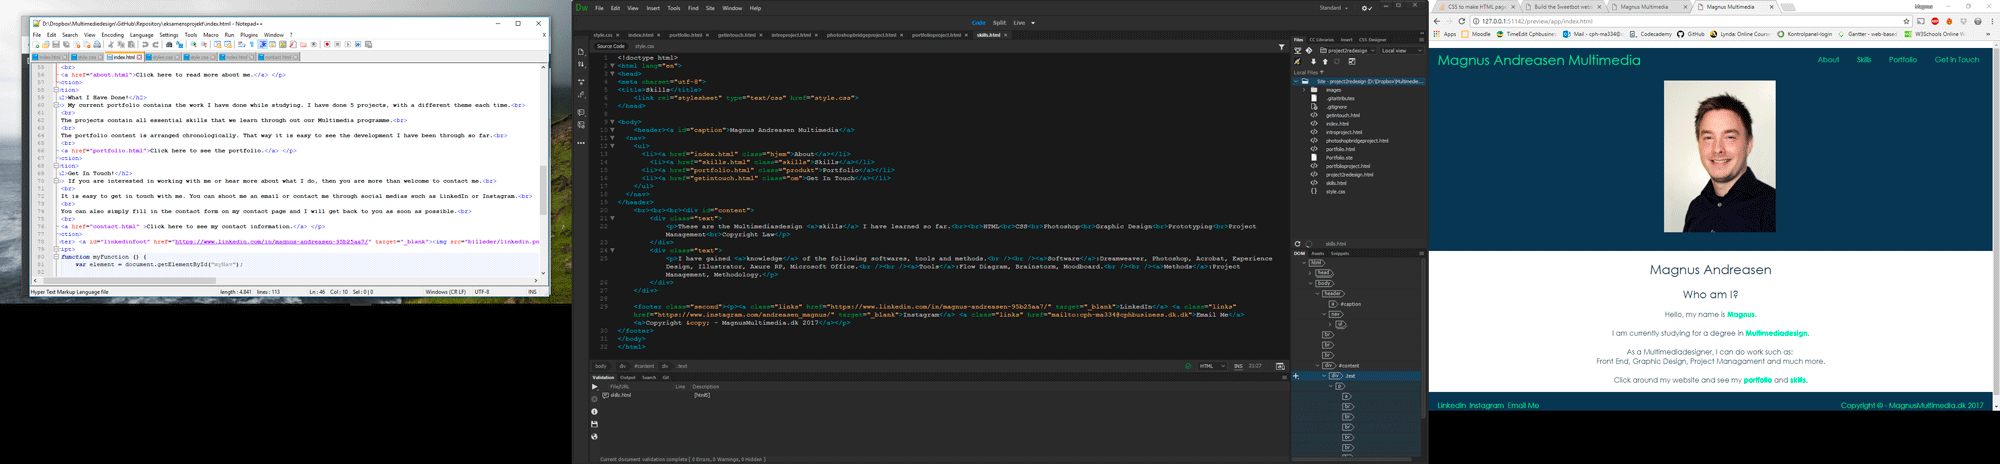 D:\Dropbox\Multimediedesign\GitHub\Repository\eksamensprojekt\index.html - Notepad++
File Edit Search View Encoding Language Settings Tools Macro Run Plugins Window ?
index.html
<br>
<a href="about.html">Click here to read more about me.</a> </p>
ction>
2>What I Have Done!</h2>
> My current portfolio contains the work I have done while studying. I have done 5 projects, with a different theme each time.<br>
<br>
The projects contain all essential skills that we learn through out our Multimedia programme.<br>
<br>
The portfolio content is arranged chronologically. That way it is easy to see the development I have been through so far.<br>
<br>
<a href="portfolio.html">Click here to see the portfolio.</a> </p>
ction>
ction>
2>Get In Touch!</h2>
> If you are interested in working with me or hear more about what I do, then you are more than welcome to contact me.<br>
<br>
It is easy to get in touch with me. You can shoot me an email or contact me through social medias such as LinkedIn or Instagram.<br>
<br>
You can also simply fill in the contact form on my contact page and I will get back to you as soon as possible.<br>
<br>
<a href="contact.html" >Click here to see my contact information.</a> </p>
ction>
ter> <a id="linkedinfoot" href="https://www.linkedin.com/in/magnus-andreasen-95b25aa7/" target="_blank"><img src="billeder/linkedin.pn
ipt>
function myFunction () {
var element = document.getElementById("myNav");
Hyper Text Markup Language file length : 4.841 lines : 113 Ln : 46 Col : 10 Sel : 0 | 0 Windows (CR LF) UTF-8 INS
Dw File Edit View Insert Tools Find Site Window Help Standard
Code Split Live
style.css index.html portfolio.html getintouch.html introproject.html photoshopbridgeproject.html portfolioproject.html skills.html
Source Code style.css
<!doctype html>
<html lang="en">
<head>
<meta charset="utf-8">
<title>Skills</title>
<link rel="stylesheet" type="text/css" href="style.css">
</head>
<body>
<header><a id="caption">Magnus Andreasen Multimedia</a>
<nav>
<ul>
<li><a href="index.html" class="hjem">About</a></li>
<li><a href="skills.html" class="skills">Skills</a></li>
<li><a href="portfolio.html" class="produkt">Portfolio</a></li>
<li><a href="getintouch.html" class="om">Get In Touch</a></li>
</ul>
</nav>
</header>
<br><br><br><div id="content">
<div class="text">
<p>These are the Multimediadesign <a>skills</a> I have learned so far.<br><br>HTML<br>CSS<br>Photoshop<br>Graphic Design<br>Prototyping<br>Project
Management<br>Copyright Law</p>
</div>
<div class="text">
<p>I have gained <a>knowledge</a> of the following softwares, tools and methods.<br /><br /><a>Software</a>:Dreamweaver, Photoshop, Acrobat, Experience
Design, Illustrator, Axure RP, Microsoft Office.<br /><br /><a>Tools</a>:Flow Diagram, Brainstorm, Moodboard.<br /><br /><a>Methods</a>:Project
Management, Methodology.</p>
</div>
</div>
<footer class="second"><p><a class="links" href="https://www.linkedin.com/in/magnus-andreasen-95b25aa7/" target="_blank">LinkedIn</a> <a class="links"
href="https://www.instagram.com/andreasen_magnus/" target="_blank">Instagram</a> <a class="links" href="mailto:cph-ma334@cphbusiness.dk.dk">Email Me</a>
<a>Copyright &copy; - MagnusMultimedia.dk 2017</a></p>
</footer>
</body>
</html>
body div #content div .text HTML INS 31:27
Validation Output Search Git
File/URL Line Description
skills.html [html5]
Current document validation complete [ 0 Errors, 0 Warnings, 0 Hidden ]
Files CC Libraries Insert CSS Designer
project2redesign Local view
Local Files
Site - project2redesign (D:\Dropbox\Multimedie...
images
.gitattributes
.gitignore
getintouch.html
index.html
introproject.html
photoshopbridgeproject.html
portfolio.html
Portfolio.ste
portfolioproject.html
project2redesign.html
skills.html
style.css
skills.html
DOM Assets Snippets
html
head
body
header
a #caption
nav
ul
br
br
br
div #content
div .text
p
a
br
br
br
br
br
br
CSS to make HTML page Build the Sweetbot web Magnus Multimedia Magnus Multimedia Magnus
127.0.0.1:51142/preview/app/index.html
Apps Moodle TimeEdit Cphbusin Mail - cph-ma334@ Codecademy GitHub Kontrolpanel-login Gantter - web-base W3Schools Online W
Magnus Andreasen Multimedia
About Skills Portfolio Get In Touch
Magnus Andreasen
Who am I?
Hello, my name is Magnus.
I am currently studying for a degree in Multimediadesign.
As a Multimediadesigner, I can do work such as:
Front End, Graphic Design, Project Managament and much more.
Click around my website and see my portfolio and skills.
Linkedin Instagram Email Me
Copyright © - MagnusMultimedia.dk 2017